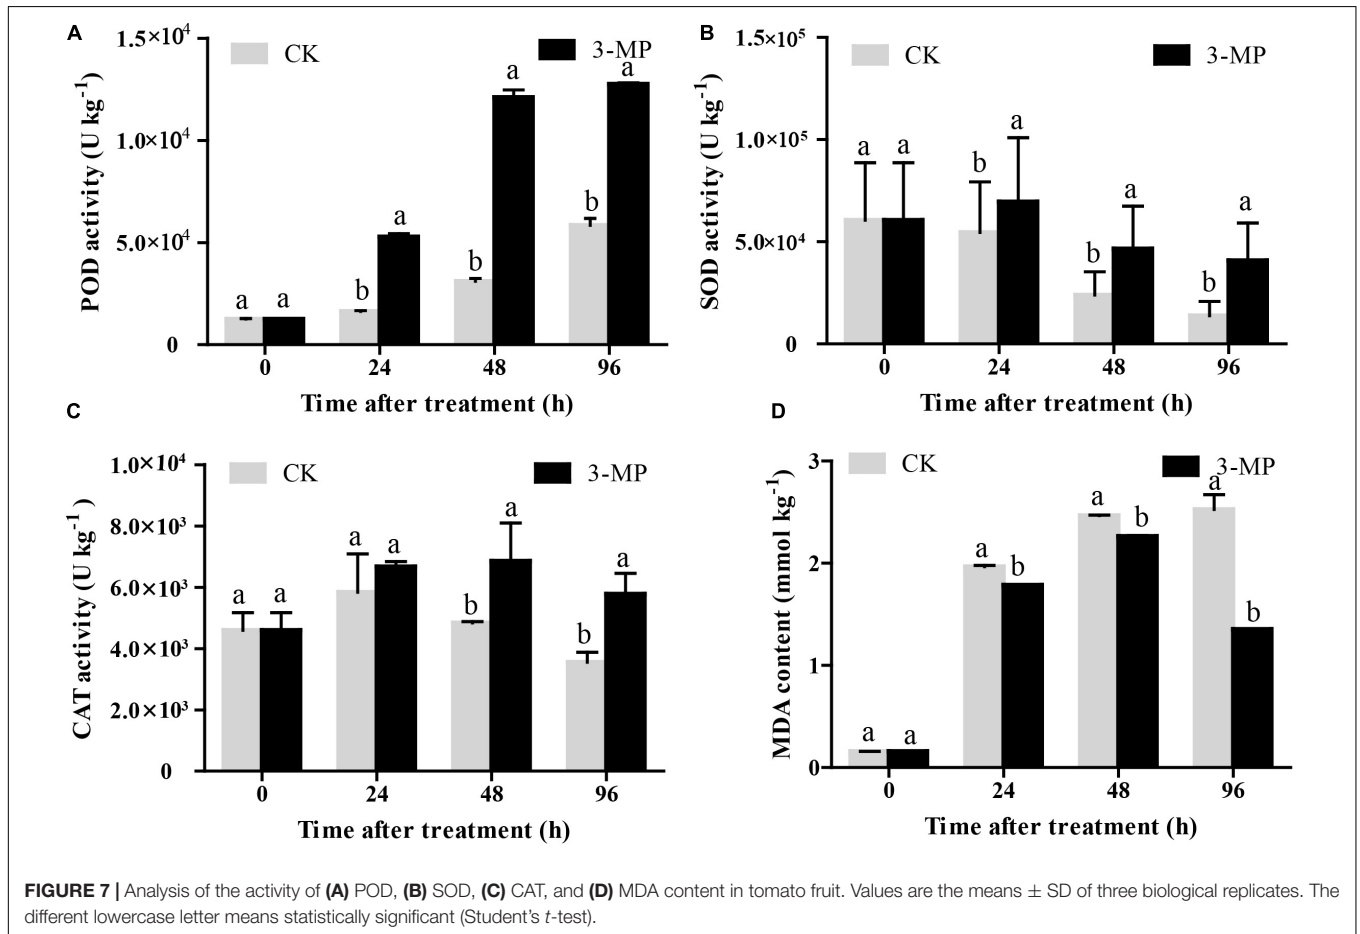 A
1.5×10⁴
CK
3-MP
a
a
1.0×10⁴
POD activity (U kg⁻¹)
a
b
5.0×10⁴
b
a
a
b
0
0
24
48
96
Time after treatment (h)
B
1.5×10⁵
CK
3-MP
1.0×10⁵
SOD activity (U kg⁻¹)
a
a
b
a
a
a
5.0×10⁴
b
b
0
0
24
48
96
Time after treatment (h)
C
1.0×10⁴
CK
3-MP
8.0×10³
CAT activity (U kg⁻¹)
a
a
a
a
6.0×10³
a
a
b
b
4.0×10³
2.0×10³
0
0
24
48
96
Time after treatment (h)
D
3
CK
3-MP
MDA content (mmol kg⁻¹)
a
a
b
2
a
b
b
1
a
a
0
0
24
48
96
Time after treatment (h)
FIGURE 7 | Analysis of the activity of (A) POD, (B) SOD, (C) CAT, and (D) MDA content in tomato fruit. Values are the means ± SD of three biological replicates. The
different lowercase letter means statistically significant (Student's t-test).